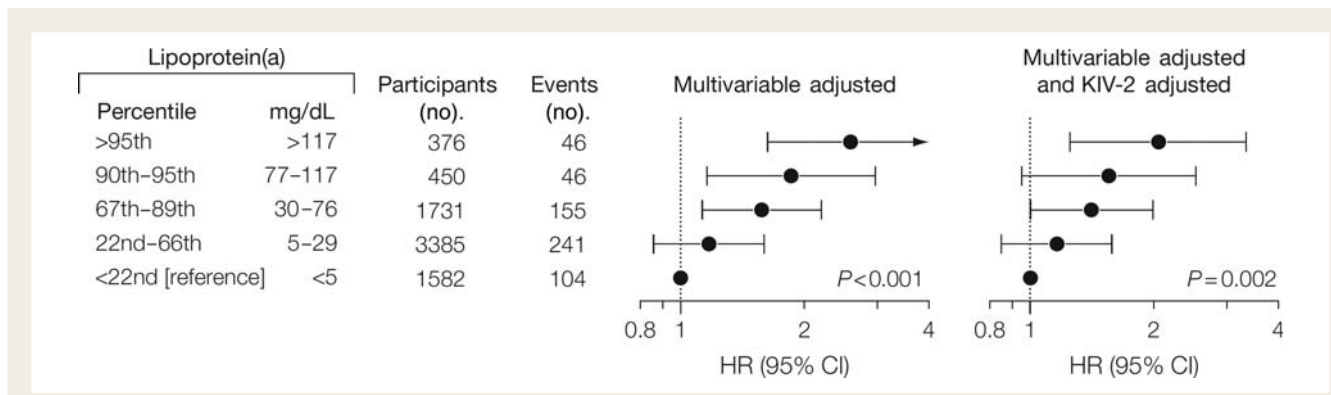 Lipoprotein(a)
Percentile mg/dL Participants (no). Events (no). Multivariable adjusted Multivariable adjusted and KIV-2 adjusted
>95th >117 376 46
90th–95th 77–117 450 46
67th–89th 30–76 1731 155
22nd–66th 5–29 3385 241
<22nd [reference] <5 1582 104 P<0.001 P=0.002
0.8 1 2 4 0.8 1 2 4
HR (95% CI) HR (95% CI)